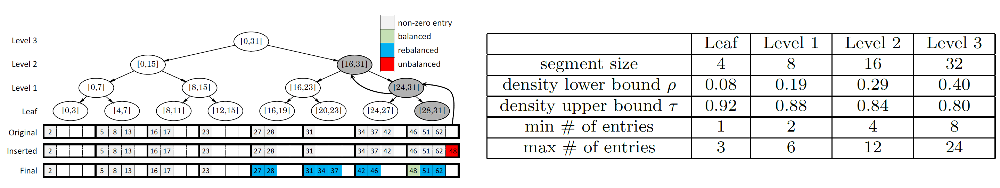 non-zero entry
balanced
rebalanced
unbalanced
Level 3
[0,31]
Level 2
[0,15] [16,31]
Level 1
[0,7] [8,15] [16,23] [24,31]
Leaf
[0,3] [4,7] [8,11] [12,15] [16,19] [20,23] [24,27] [28,31]
Original 2 5 8 13 16 17 23 27 28 31 34 37 42 46 51 62
Inserted 2 5 8 13 16 17 23 27 28 31 34 37 42 46 51 62 48
Final 2 5 8 13 16 17 23 27 28 31 34 37 42 46 48 51 62
Leaf Level 1 Level 2 Level 3
segment size 4 8 16 32
density lower bound ρ 0.08 0.19 0.29 0.40
density upper bound τ 0.92 0.88 0.84 0.80
min # of entries 1 2 4 8
max # of entries 3 6 12 24